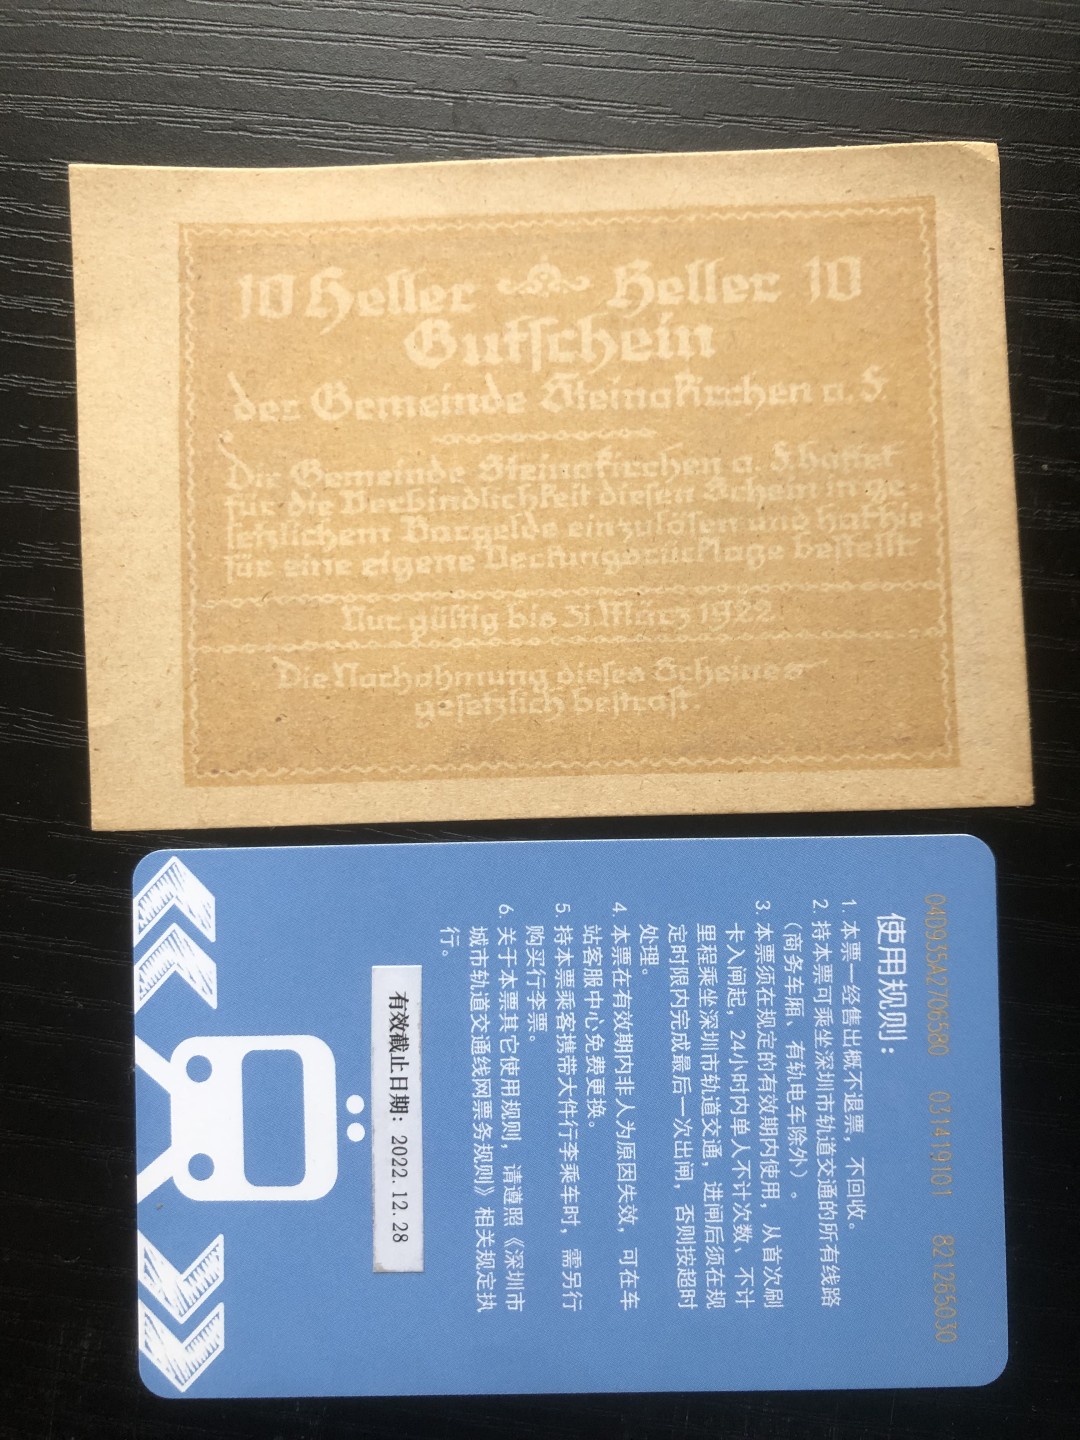 10 Heller Heller 10
Gutschein
der Gemeinde Steinakirchen a. F.
Die Gemeinde Steinakirchen a. F. haftet
für die Verbindlichkeit diesen Schein in ge-
setzlichem Bargelde einzulösen und hat hie
für eine eigene Deckungsrücklage bestellt
Nur gültig bis 31. März 1922
Die Nachahmung dieses Scheines
gesetzlich bestraft.
04D935A2706580 031419101 821265030
使用规则：
1. 本票一经售出概不退票，不回收。
2. 持本票可乘坐深圳市轨道交通的所有线路
（商务车厢、有轨电车除外）。
3. 本票须在规定的有效期内使用，从首次刷
卡入闸起，24小时内单人不计次数、不计
里程乘坐深圳市轨道交通，进闸后须在规
定时限内完成最后一次出闸，否则按超时
处理。
4. 本票在有效期内非人为原因失效，可在车
站客服中心免费更换。
5. 持本票乘客携带大件行李乘车时，需另行
购买行李票。
6. 关于本票其它使用规则，请遵照《深圳市
城市轨道交通线网票务规则》相关规定执
行。
有效截止日期：2022.12.28